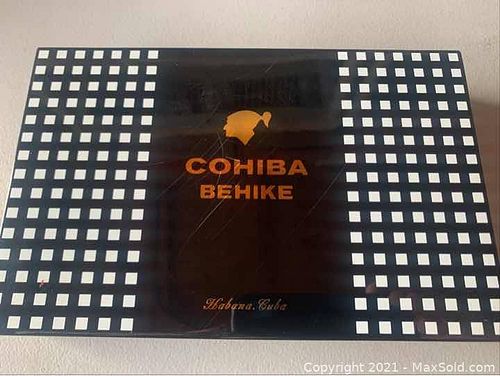 COHIBA
BEHIKE
Habana, Cuba
Copyright © 2021 - MaxSold.com